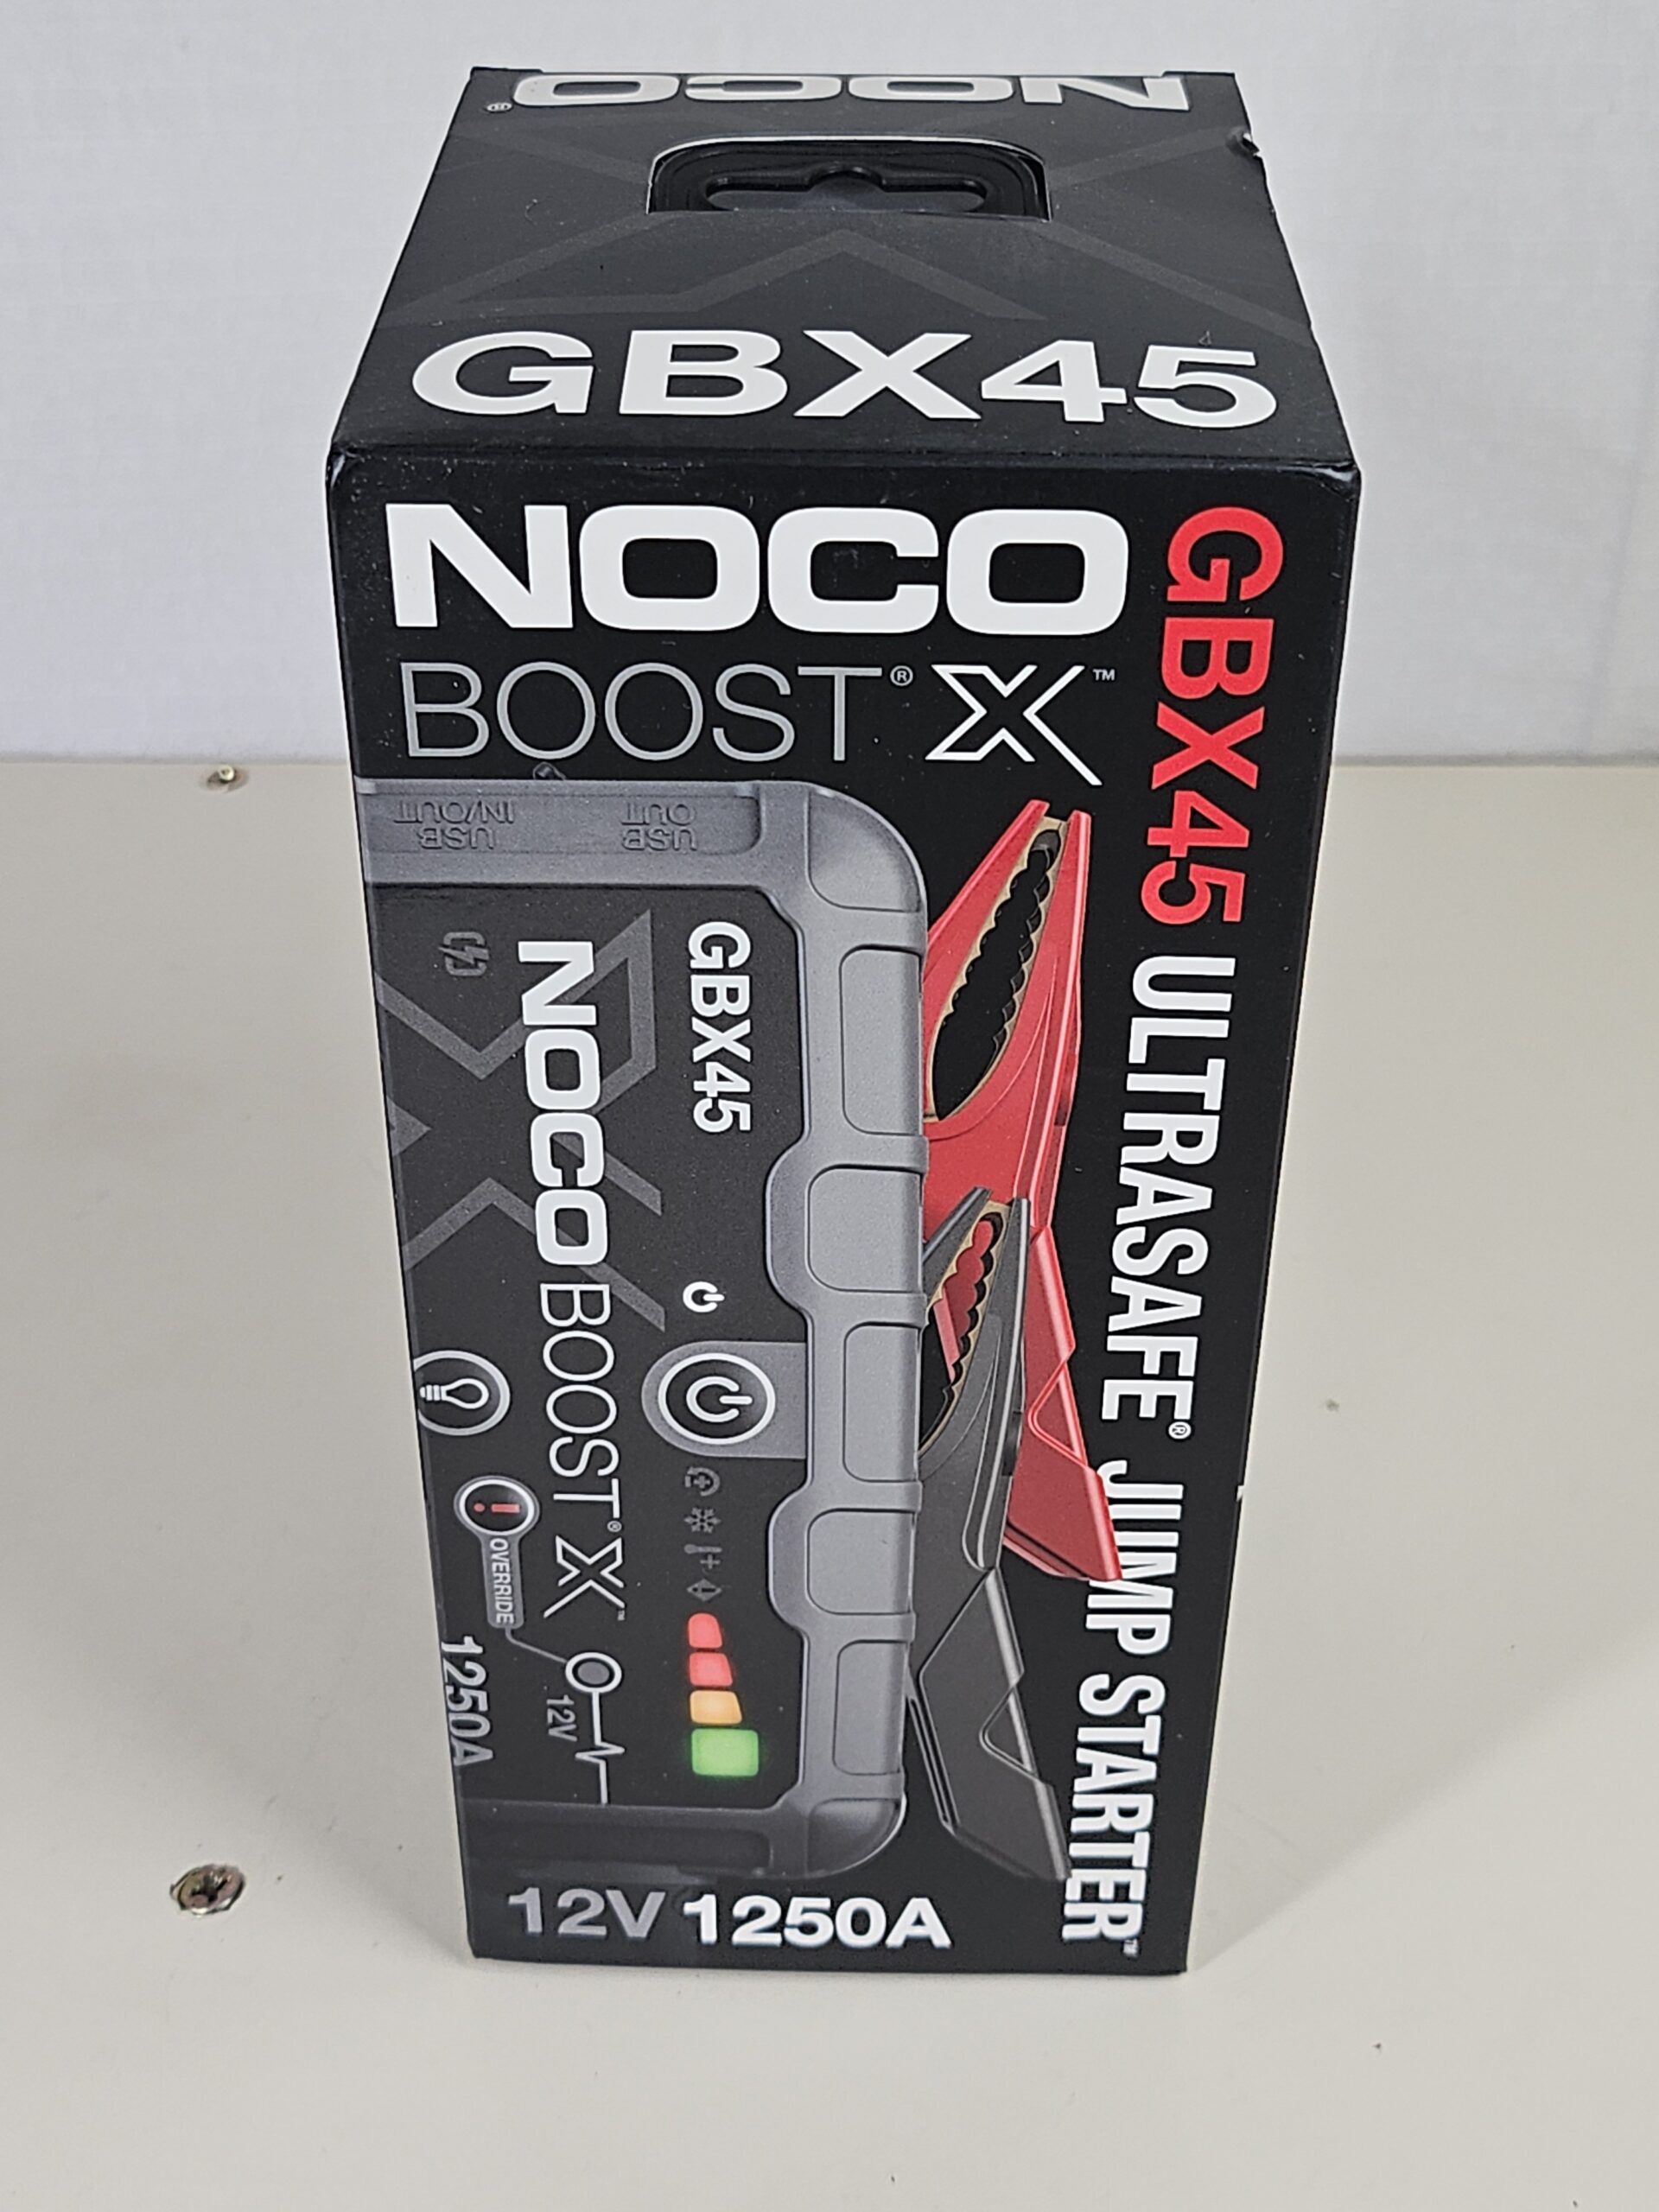 NOCO®
GBX45
NOCO
BOOST® X™
GBX45 ULTRASAFE® JUMP STARTER™
USB IN/OUT
USB OUT
GBX45
NOCO BOOST® X™
OVERRIDE
12V
1250A
12V 1250A